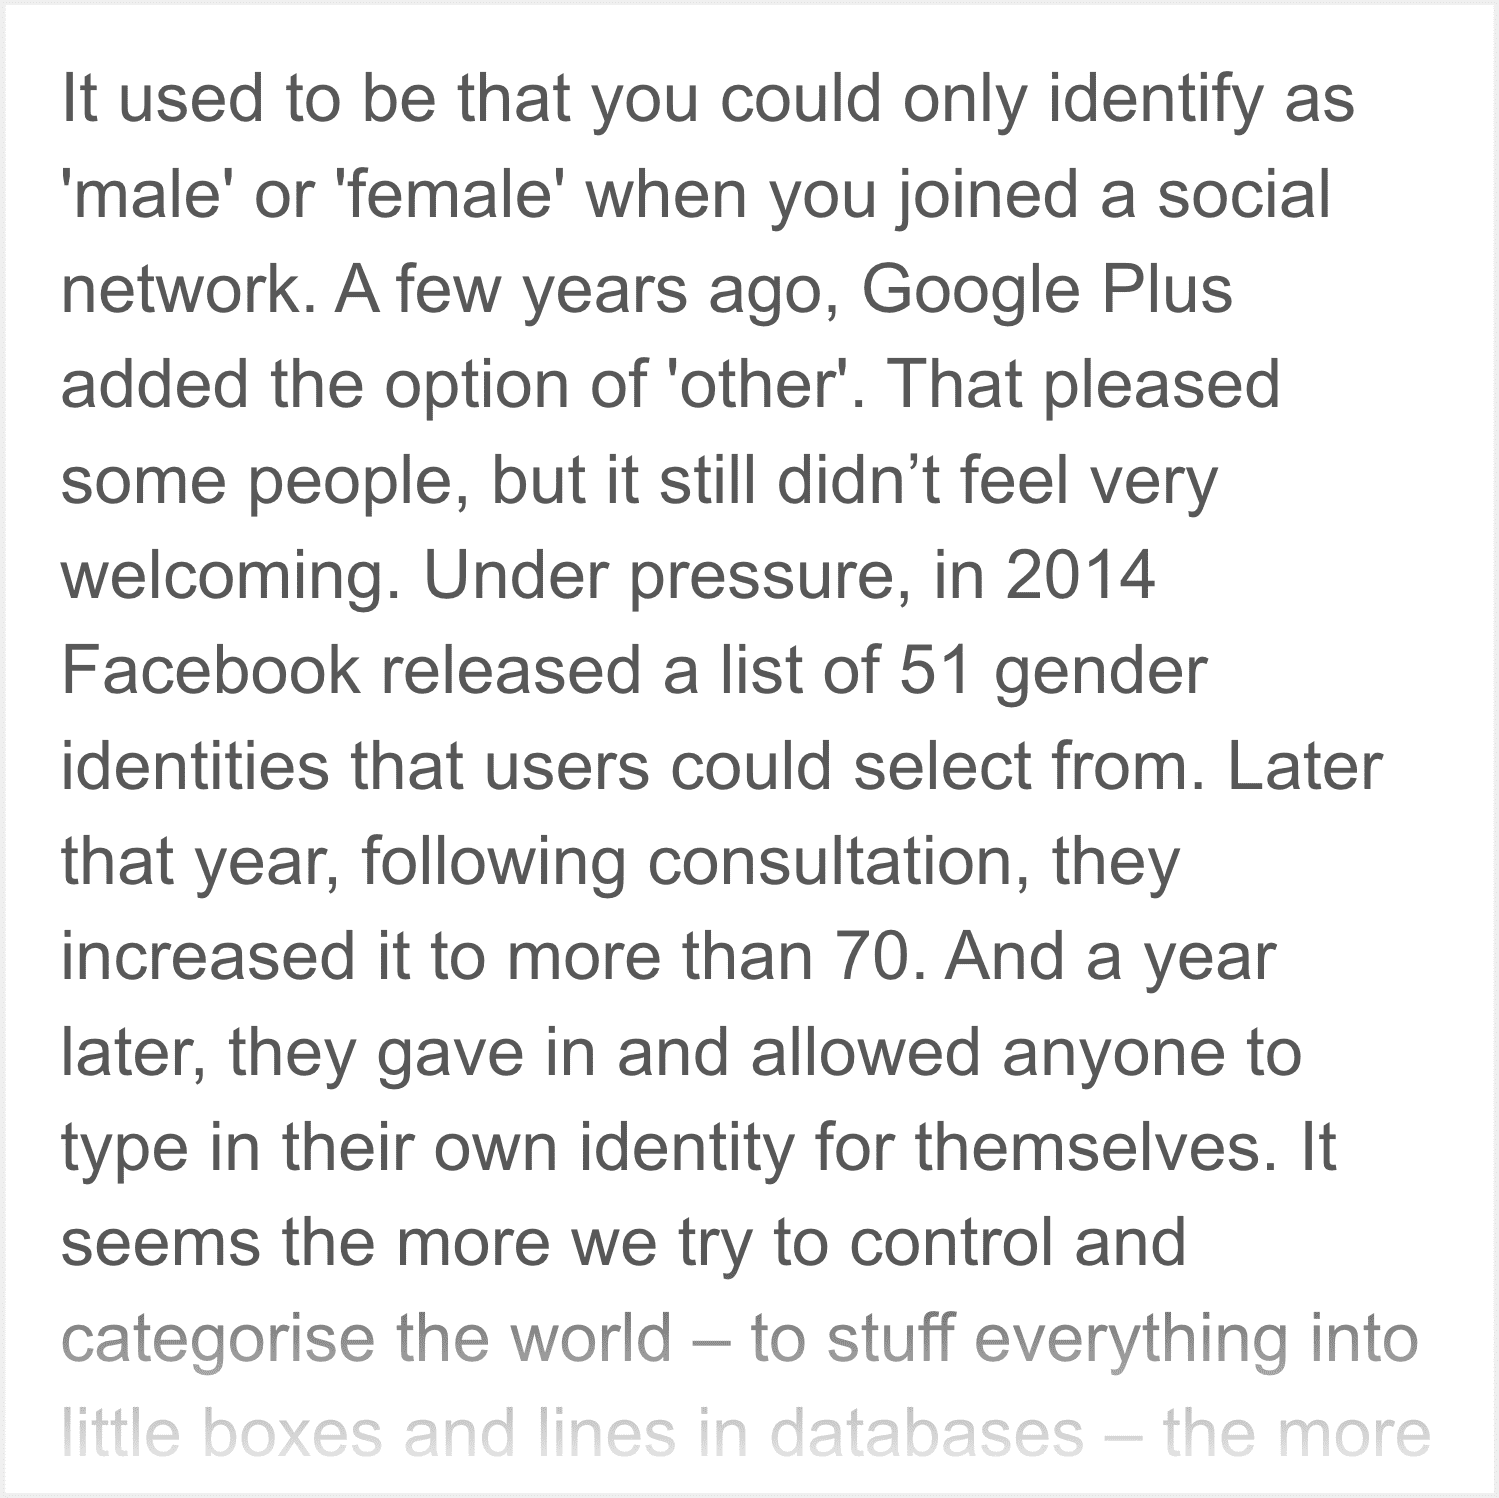 It used to be that you could only identify as
'male' or 'female' when you joined a social
network. A few years ago, Google Plus
added the option of 'other'. That pleased
some people, but it still didn’t feel very
welcoming. Under pressure, in 2014
Facebook released a list of 51 gender
identities that users could select from. Later
that year, following consultation, they
increased it to more than 70. And a year
later, they gave in and allowed anyone to
type in their own identity for themselves. It
seems the more we try to control and
categorise the world – to stuff everything into
little boxes and lines in databases – the more